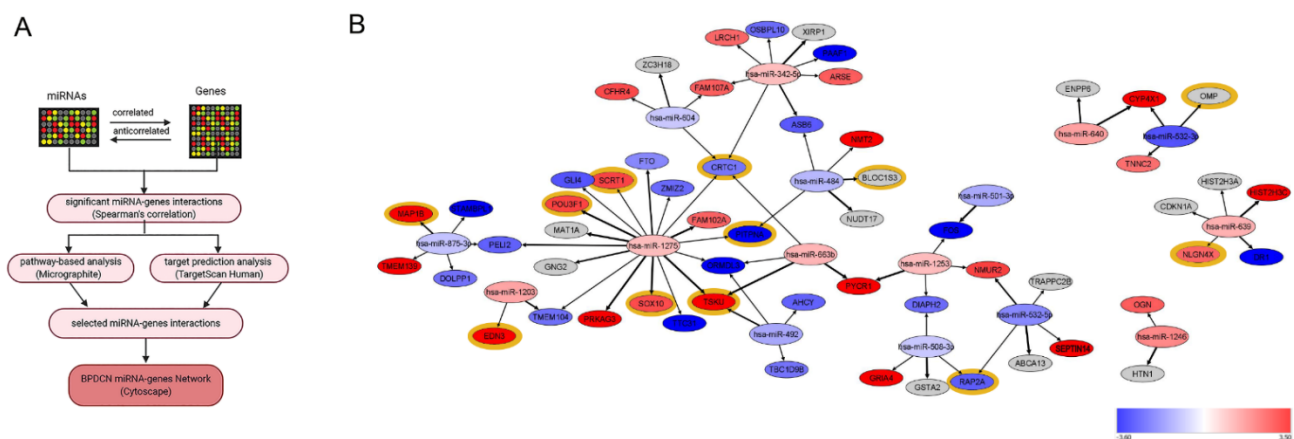 A
miRNAs
Genes
correlated
anticorrelated
significant miRNA-genes interactions
(Spearman's correlation)
pathway-based analysis
(Micrographite)
target prediction analysis
(TargetScan Human)
selected miRNA-genes interactions
BPDCN miRNA-genes Network
(Cytoscape)
B
OSBPL10
XIRP1
LRCH1
ZC3H18
hsa-miR-342-5p
ARSE
CFHR4
FAM107A
hsa-miR-604
ASB6
NMT2
FTO
CRTC1
hsa-miR-484
BLOC1S3
GLI4
SCRT1
ZMIZ2
NUDT17
POU3F1
FAM102A
MAP1B
MAT1A
hsa-miR-875-3p
PELI2
hsa-miR-1275
TMEM139
DOLPP1
GNG2
hsa-miR-663b
hsa-miR-1203
SOX10
TSKU
PYCR1
TMEM104
PRKAG3
EDN3
hsa-miR-492
AHCY
TBC1D9B
hsa-miR-501-3p
hsa-miR-1253
NMUR2
TRAPPC2B
DIAPH2
hsa-miR-532-5p
hsa-miR-508-3p
SEPTIN14
ABCA13
GRIA4
GSTA2
RAP2A
ENPP6
CYP4X1
OMP
hsa-miR-640
hsa-miR-532-3p
TNNC2
HIST2H3A
HIST2H3C
CDKN1A
hsa-miR-639
NLGN4X
OGN
hsa-miR-1246
HTN1
-3.60
3.50